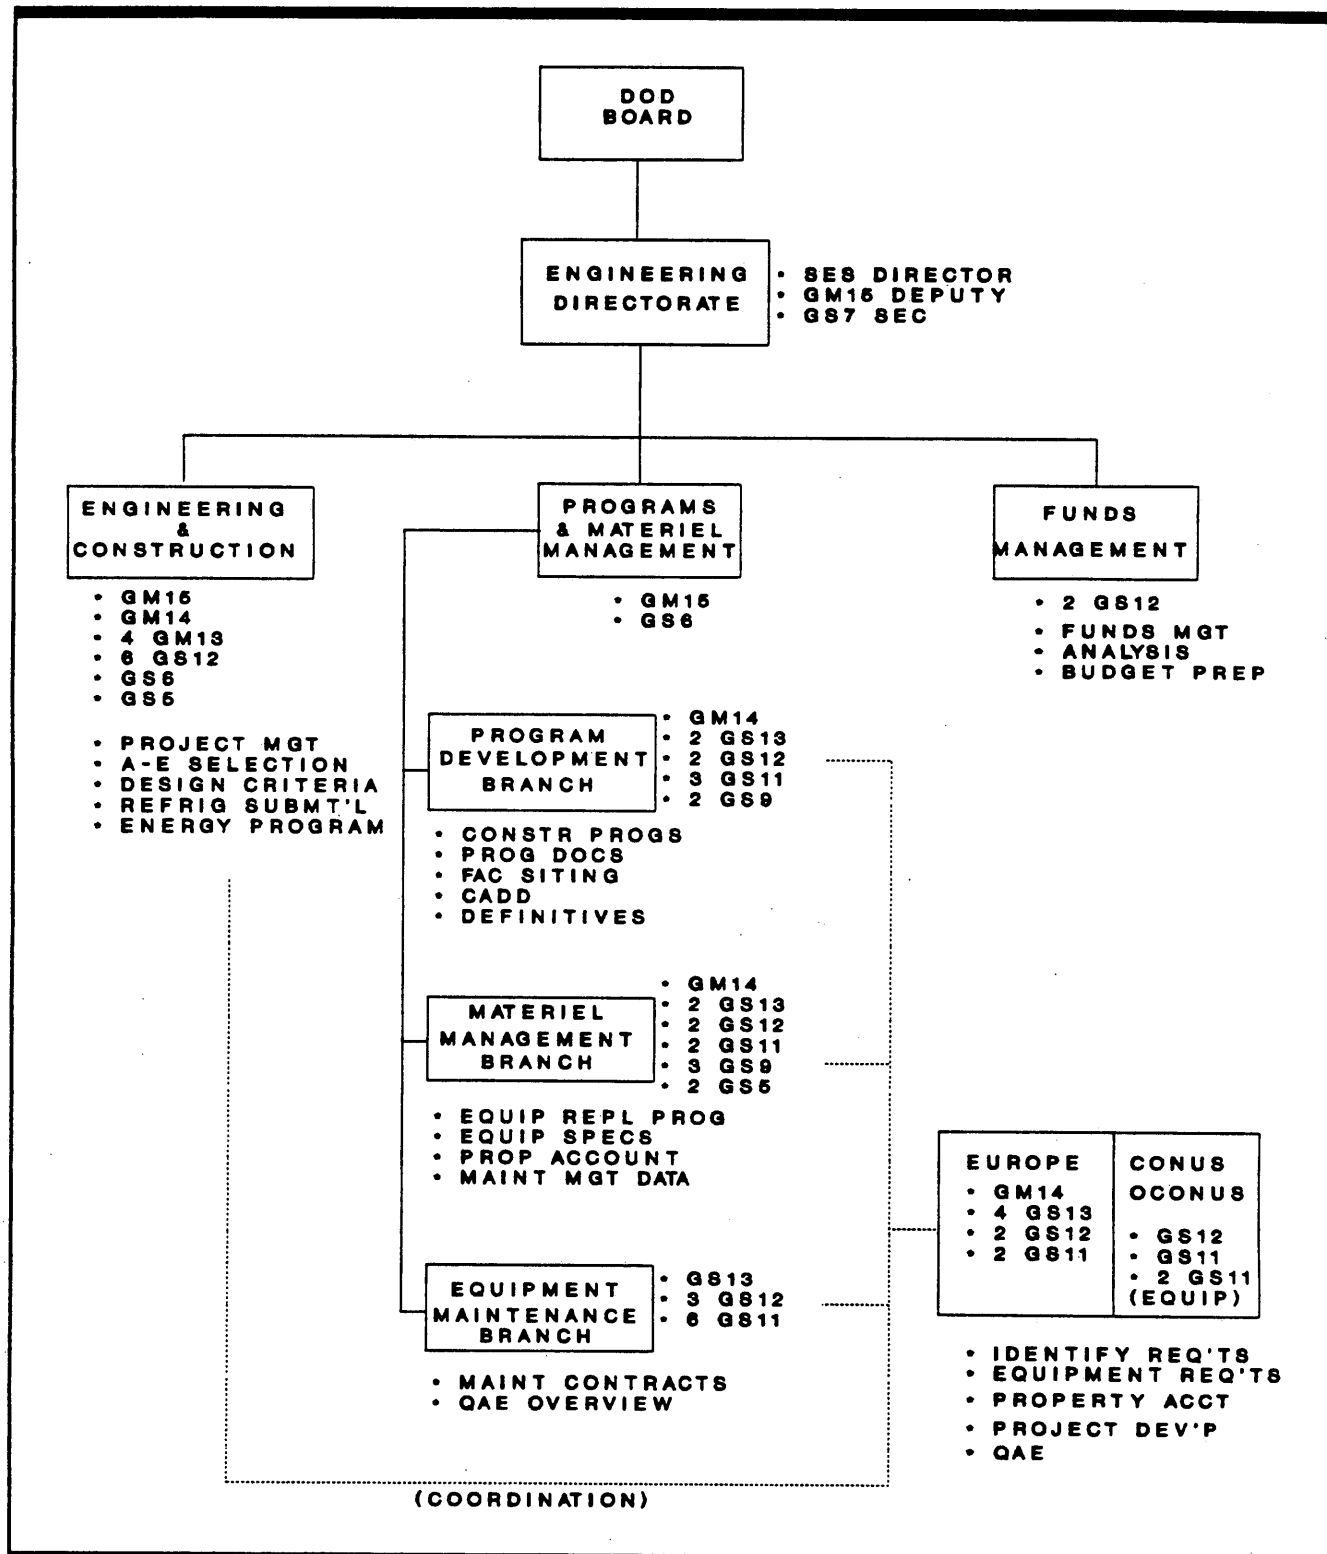 DOD
BOARD
ENGINEERING
DIRECTORATE
• SES DIRECTOR
• GM15 DEPUTY
• GS7 SEC
ENGINEERING
&
CONSTRUCTION
• GM15
• GM14
• 4 GM13
• 6 GS12
• GS6
• GS5
• PROJECT MGT
• A-E SELECTION
• DESIGN CRITERIA
• REFRIG SUBMT'L
• ENERGY PROGRAM
PROGRAMS
& MATERIEL
MANAGEMENT
• GM15
• GS6
FUNDS
MANAGEMENT
• 2 GS12
• FUNDS MGT
• ANALYSIS
• BUDGET PREP
PROGRAM
DEVELOPMENT
BRANCH
• GM14
• 2 GS13
• 2 GS12
• 3 GS11
• 2 GS9
• CONSTR PROGS
• PROG DOCS
• FAC SITING
• CADD
• DEFINITIVES
MATERIEL
MANAGEMENT
BRANCH
• GM14
• 2 GS13
• 2 GS12
• 2 GS11
• 3 GS9
• 2 GS5
• EQUIP REPL PROG
• EQUIP SPECS
• PROP ACCOUNT
• MAINT MGT DATA
EQUIPMENT
MAINTENANCE
BRANCH
• GS13
• 3 GS12
• 6 GS11
• MAINT CONTRACTS
• QAE OVERVIEW
EUROPE
• GM14
• 4 GS13
• 2 GS12
• 2 GS11
CONUS
OCONUS
• GS12
• GS11
• 2 GS11
(EQUIP)
• IDENTIFY REQ'TS
• EQUIPMENT REQ'TS
• PROPERTY ACCT
• PROJECT DEV'P
• QAE
(COORDINATION)